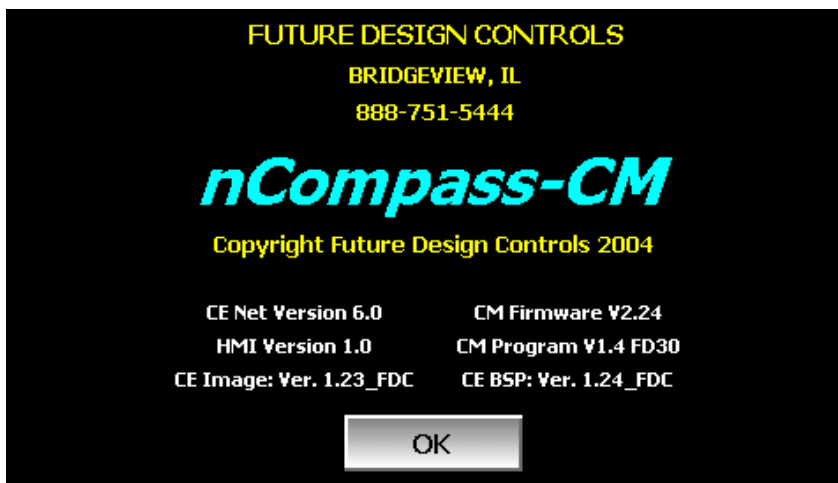 FUTURE DESIGN CONTROLS
BRIDGEVIEW, IL
888-751-5444
nCompass-CM
Copyright Future Design Controls 2004
CE Net Version 6.0 CM Firmware V2.24
HMI Version 1.0 CM Program V1.4 FD30
CE Image: Ver. 1.23_FDC CE BSP: Ver. 1.24_FDC
OK